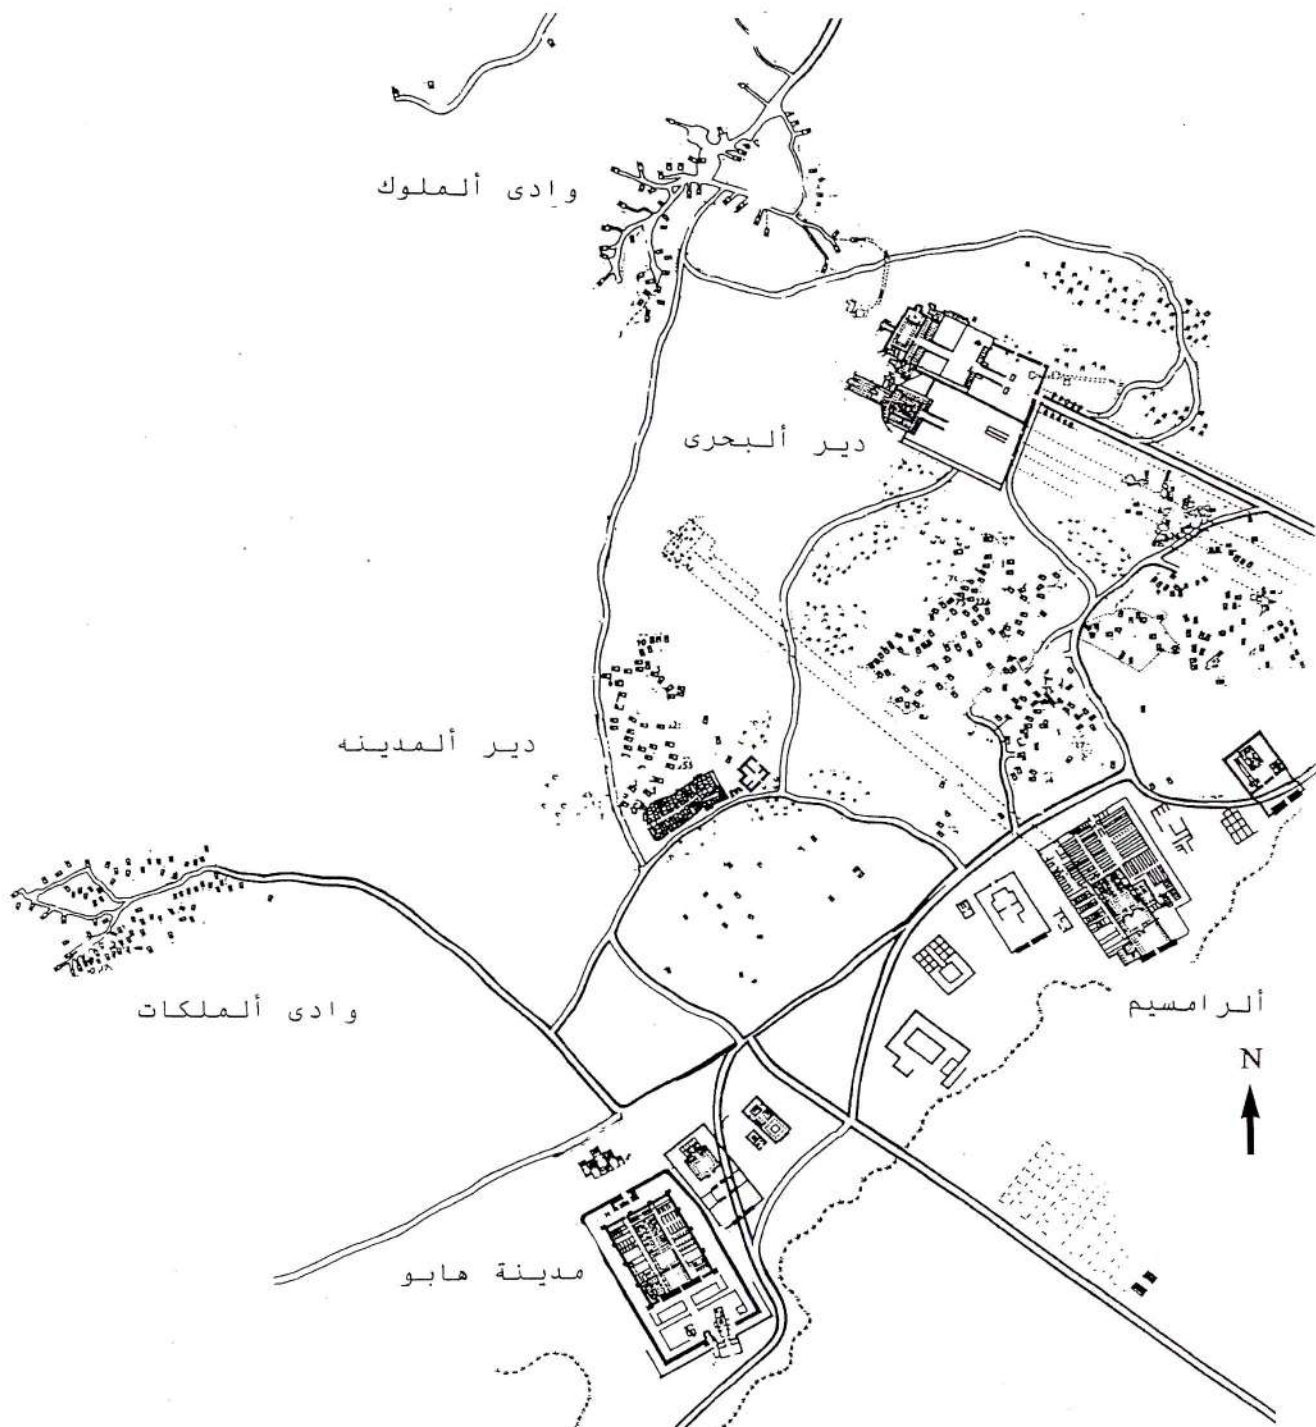 وادى ألملوك
دير ألبحرى
دير ألمدينه
وادى ألملكات
ألرامسيم
N
مدينة هابو